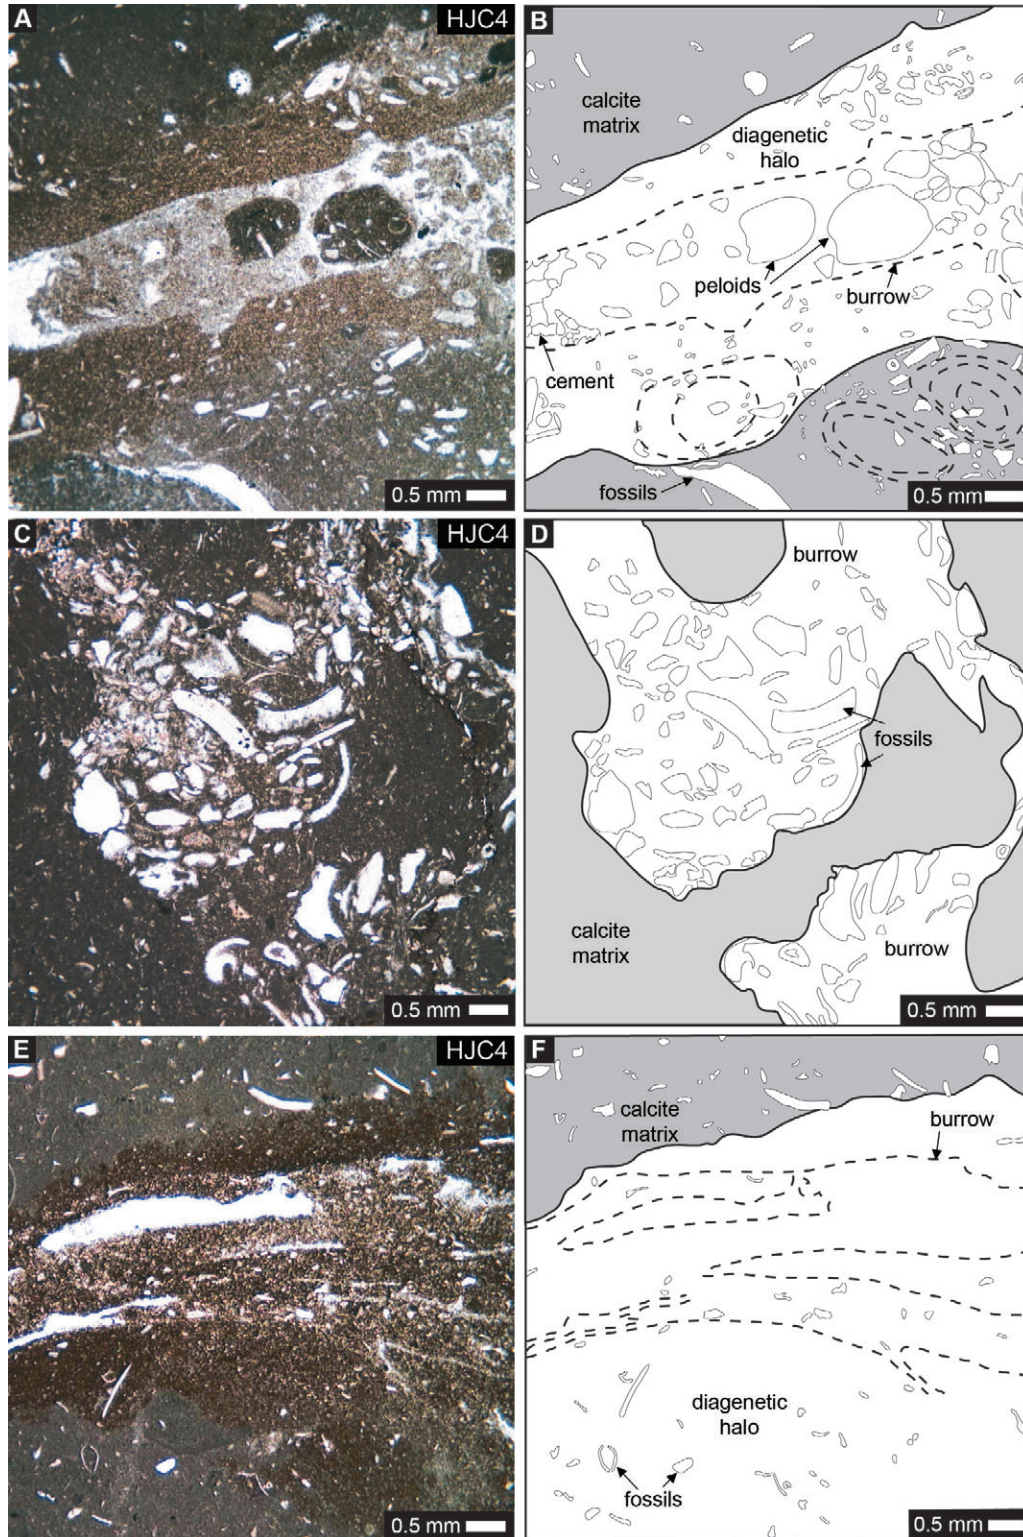 A
HJC4
0.5 mm
B
calcite
matrix
diagenetic
halo
peloids
burrow
cement
fossils
0.5 mm
C
HJC4
0.5 mm
D
burrow
fossils
calcite
matrix
burrow
0.5 mm
E
HJC4
0.5 mm
F
calcite
matrix
burrow
diagenetic
halo
fossils
0.5 mm